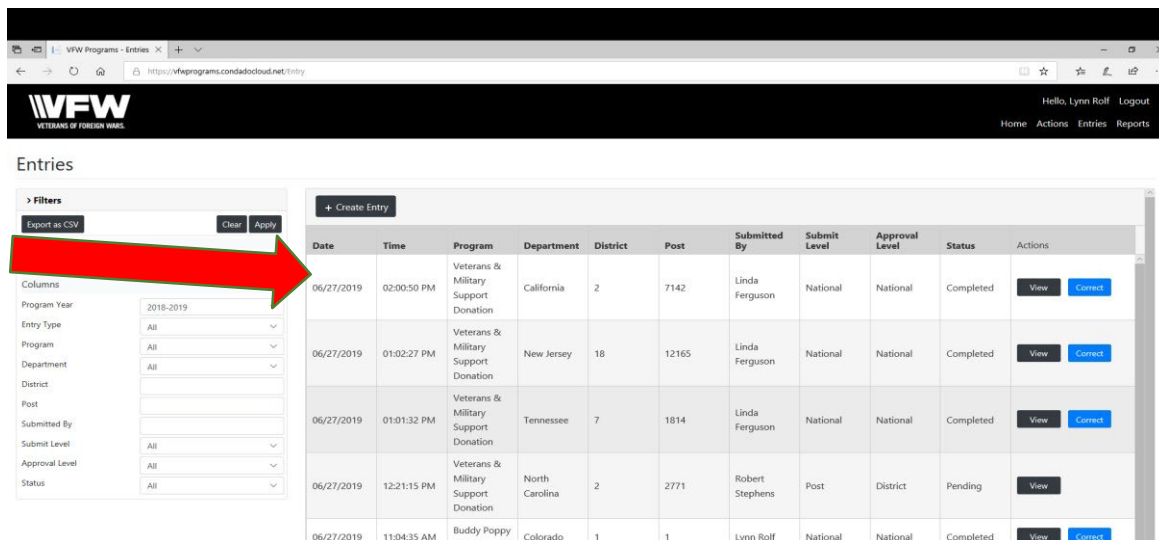 VFW Programs - Entries
https://vfwprograms.condadocloud.net/Entry
VFW
VETERANS OF FOREIGN WARS.
Hello, Lynn Rolf Logout
Home Actions Entries Reports
Entries
> Filters
Export as CSV Clear Apply
Columns
Program Year 2018-2019
Entry Type All
Program All
Department All
District
Post
Submitted By
Submit Level All
Approval Level All
Status All
+ Create Entry
Date Time Program Department District Post Submitted By Submit Level Approval Level Status Actions
06/27/2019 02:00:50 PM Veterans & Military Support Donation California 2 7142 Linda Ferguson National National Completed View Correct
06/27/2019 01:02:27 PM Veterans & Military Support Donation New Jersey 18 12165 Linda Ferguson National National Completed View Correct
06/27/2019 01:01:32 PM Veterans & Military Support Donation Tennessee 7 1814 Linda Ferguson National National Completed View Correct
06/27/2019 12:21:15 PM Veterans & Military Support Donation North Carolina 2 2771 Robert Stephens Post District Pending View
06/27/2019 11:04:35 AM Buddy Poppy Colorado 1 1 Lynn Rolf National National Completed View Correct